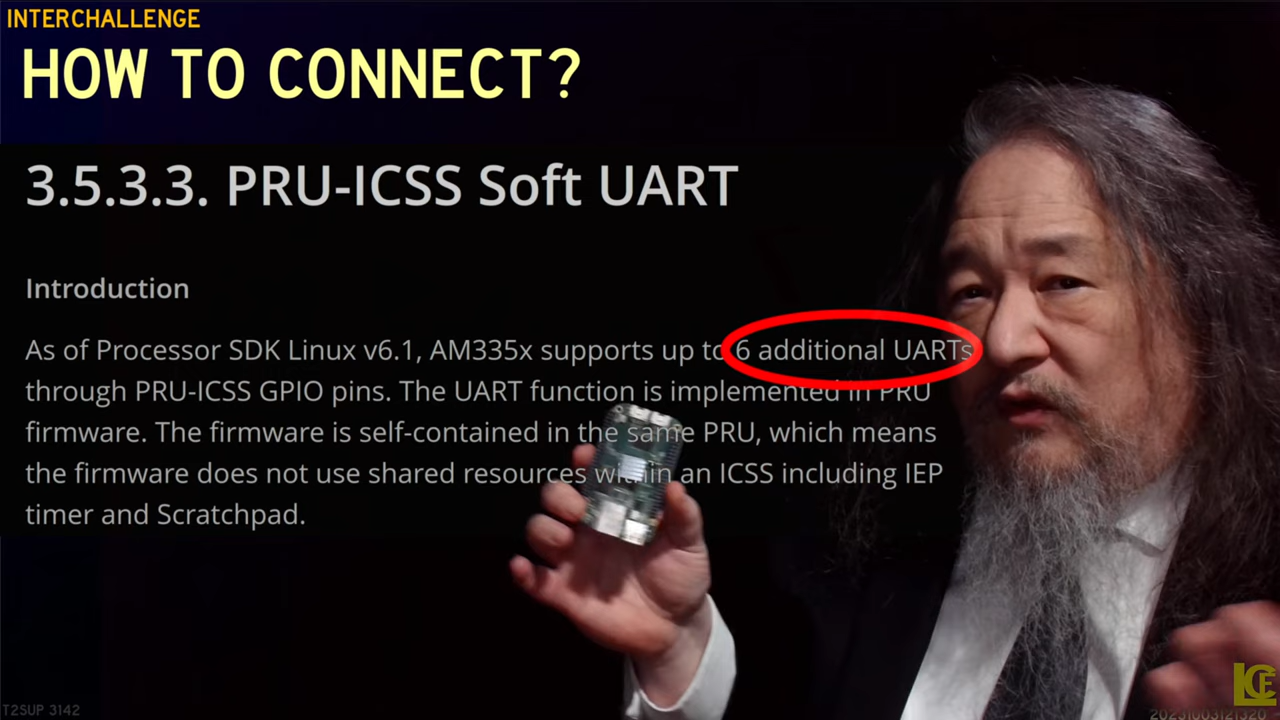 INTERCHALLENGE
HOW TO CONNECT?
3.5.3.3. PRU-ICSS Soft UART
Introduction
As of Processor SDK Linux v6.1, AM335x supports up to 6 additional UARTs
through PRU-ICSS GPIO pins. The UART function is implemented in PRU
firmware. The firmware is self-contained in the same PRU, which means
the firmware does not use shared resources within an ICSS including IEP
timer and Scratchpad.
T2SUP 3142